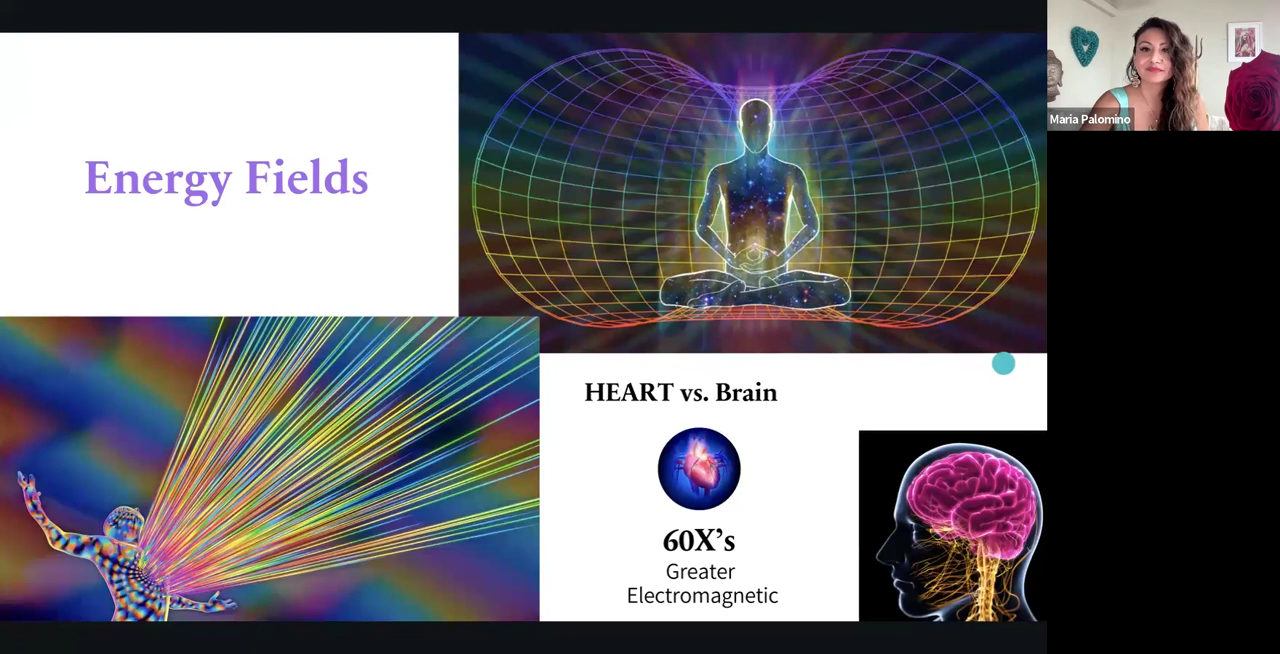 Energy Fields
Maria Palomino
HEART vs. Brain
60X’s
Greater
Electromagnetic